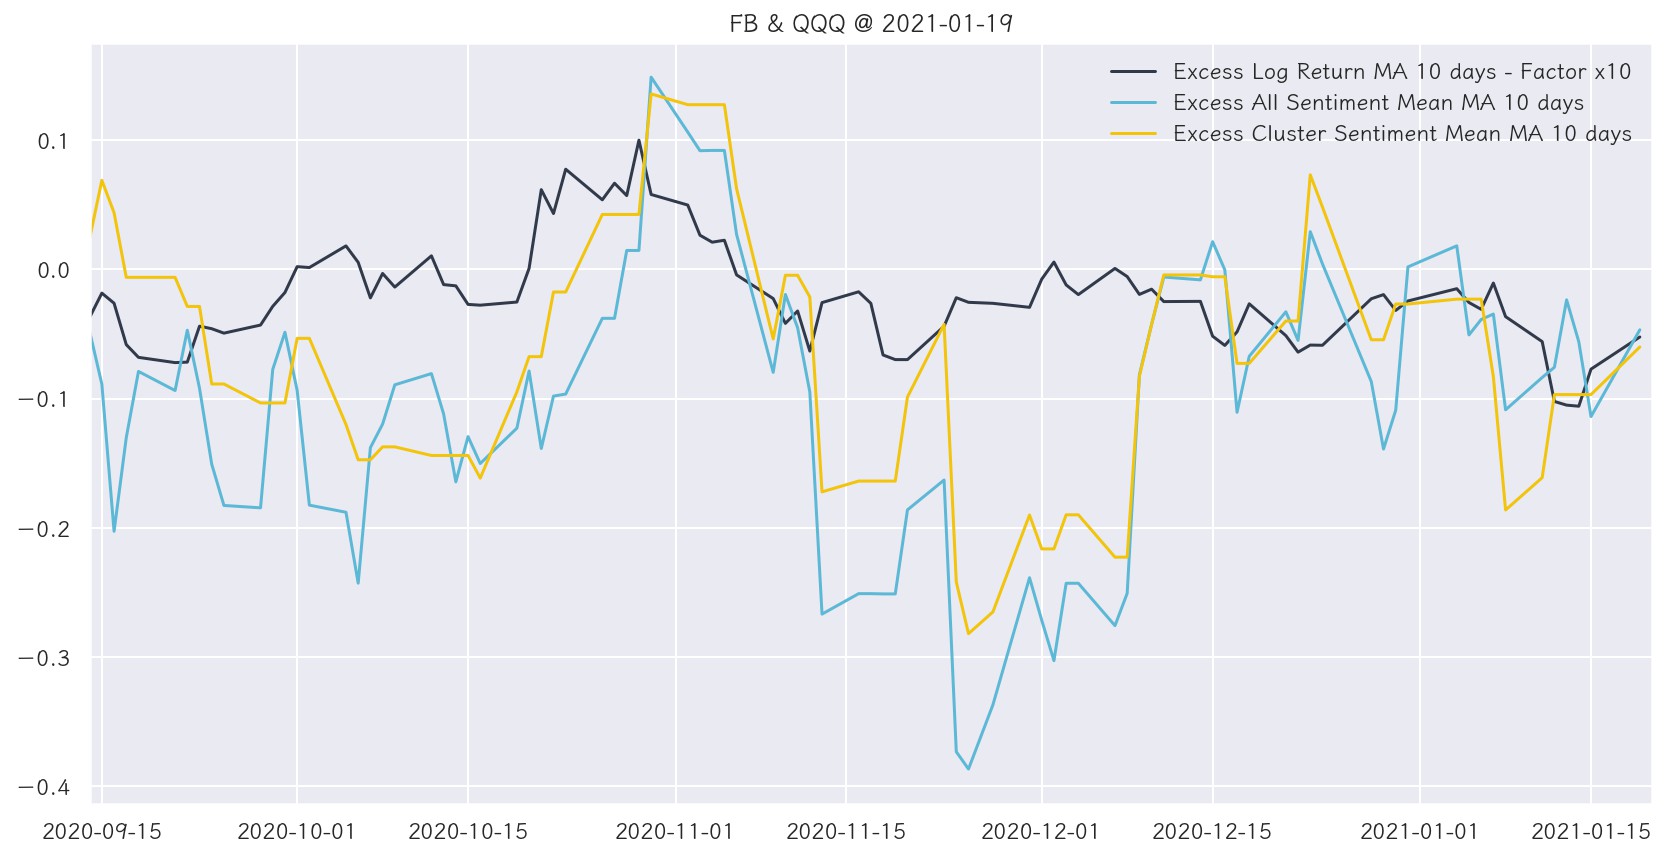 FB & QQQ @ 2021-01-19
Excess Log Return MA 10 days - Factor x10
Excess All Sentiment Mean MA 10 days
Excess Cluster Sentiment Mean MA 10 days
0.1
0.0
−0.1
−0.2
−0.3
−0.4
2020-09-15 2020-10-01 2020-10-15 2020-11-01 2020-11-15 2020-12-01 2020-12-15 2021-01-01 2021-01-15